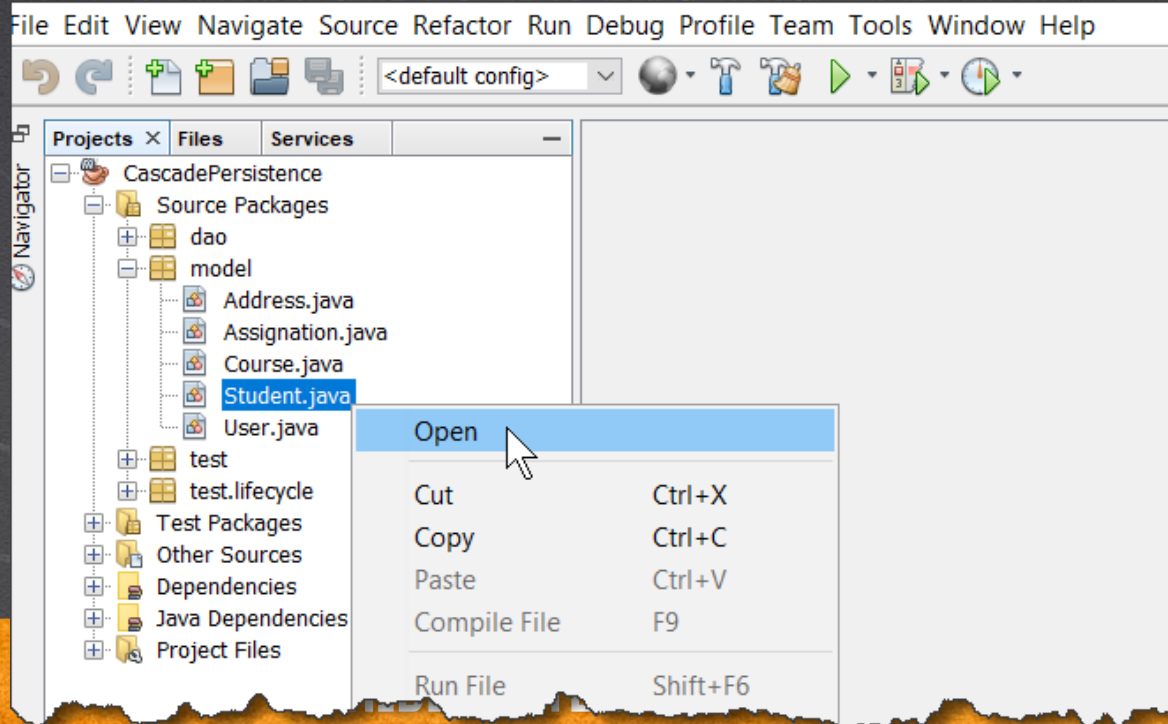 File Edit View Navigate Source Refactor Run Debug Profile Team Tools Window Help
<default config>
Projects Files Services
Navigator
CascadePersistence
Source Packages
dao
model
Address.java
Assignation.java
Course.java
Student.java
User.java
test
test.lifecycle
Test Packages
Other Sources
Dependencies
Java Dependencies
Project Files
Open
Cut Ctrl+X
Copy Ctrl+C
Paste Ctrl+V
Compile File F9
Run File Shift+F6